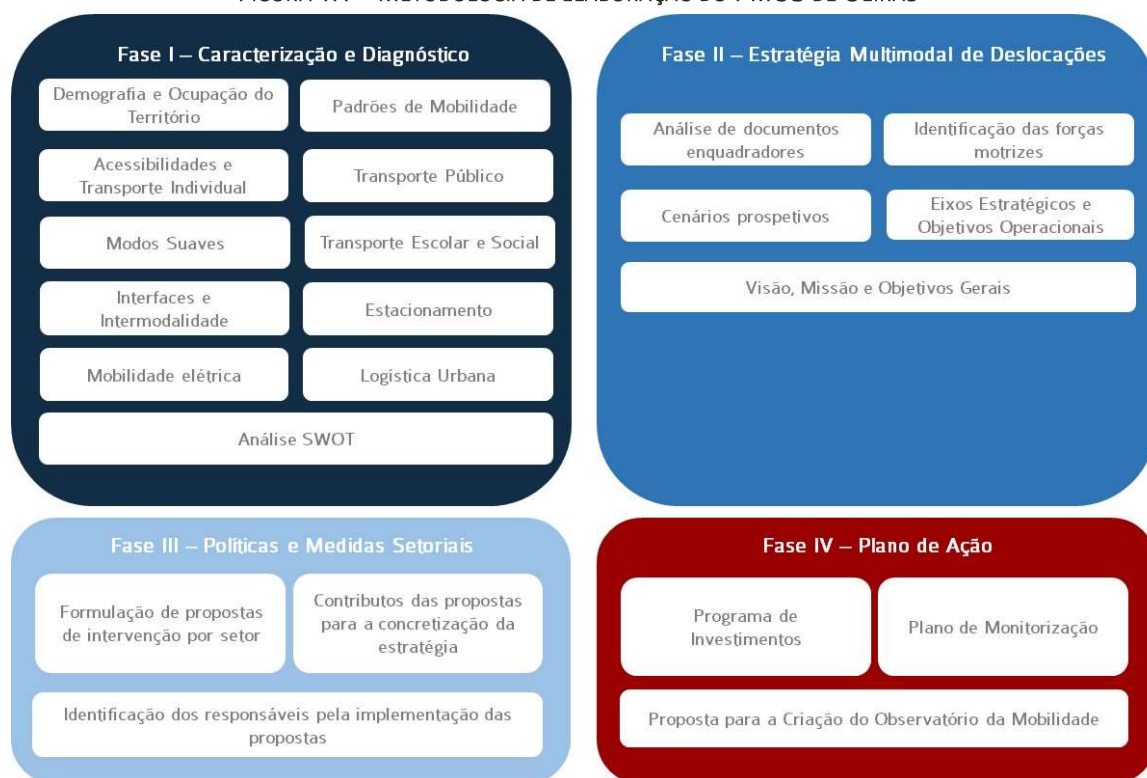 Fase I – Caracterização e Diagnóstico
Demografia e Ocupação do
Território
Padrões de Mobilidade
Acessibilidades e
Transporte Individual
Transporte Público
Modos Suaves
Transporte Escolar e Social
Interfaces e
Intermodalidade
Estacionamento
Mobilidade elétrica
Logística Urbana
Análise SWOT
Fase II – Estratégia Multimodal de Deslocações
Análise de documentos
enquadradores
Identificação das forças
motrizes
Cenários prospetivos
Eixos Estratégicos e
Objetivos Operacionais
Visão, Missão e Objetivos Gerais
Fase III – Políticas e Medidas Setoriais
Formulação de propostas
de intervenção por setor
Contributos das propostas
para a concretização da
estratégia
Identificação dos responsáveis pela implementação das
propostas
Fase IV – Plano de Ação
Programa de
Investimentos
Plano de Monitorização
Proposta para a Criação do Observatório da Mobilidade